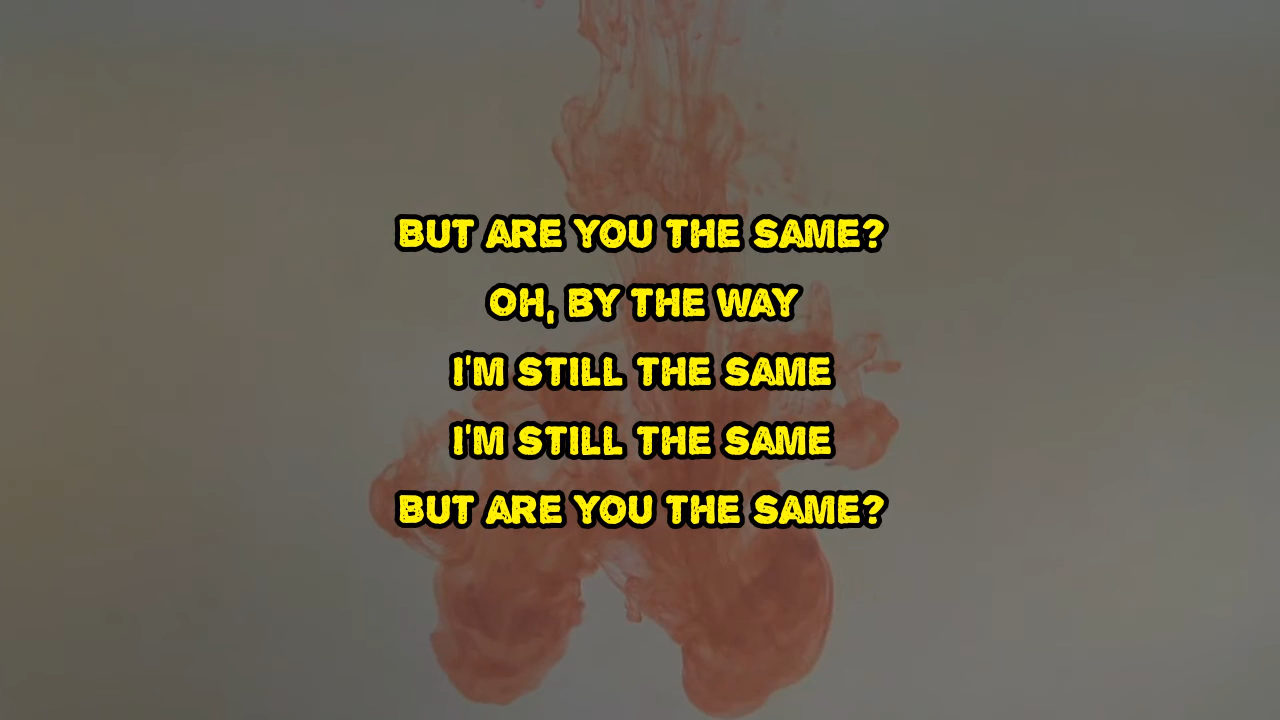 BUT ARE YOU THE SAME?
OH, BY THE WAY
I'M STILL THE SAME
I'M STILL THE SAME
BUT ARE YOU THE SAME?